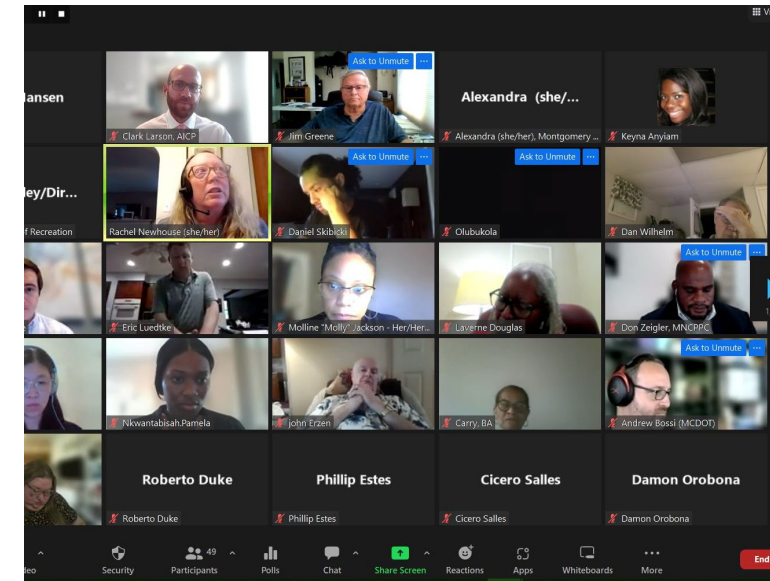 Ask to Unmute ...
Clark Larson, AICP
Jim Greene
Alexandra (she/...
Alexandra (she/her), Montgomery ...
Keyna Anyiam
ey/Dir...
Recreation
Rachel Newhouse (she/her)
Ask to Unmute ...
Daniel Skibicki
Ask to Unmute ...
Olubukola
Dan Wilhelm
Eric Luedtke
Molline "Molly" Jackson - Her/Her...
Laverne Douglas
Ask to Unmute ...
Don Zeigler, MNCPPC
Nkwantabisah.Pamela
john Erzen
Carry, BA
Ask to Unmute ...
Andrew Bossi (MCDOT)
Roberto Duke
Roberto Duke
Phillip Estes
Phillip Estes
Cicero Salles
Cicero Salles
Damon Orobona
Damon Orobona
Security
49
Participants
Polls
Chat
Share Screen
Reactions
Apps
Whiteboards
More
End